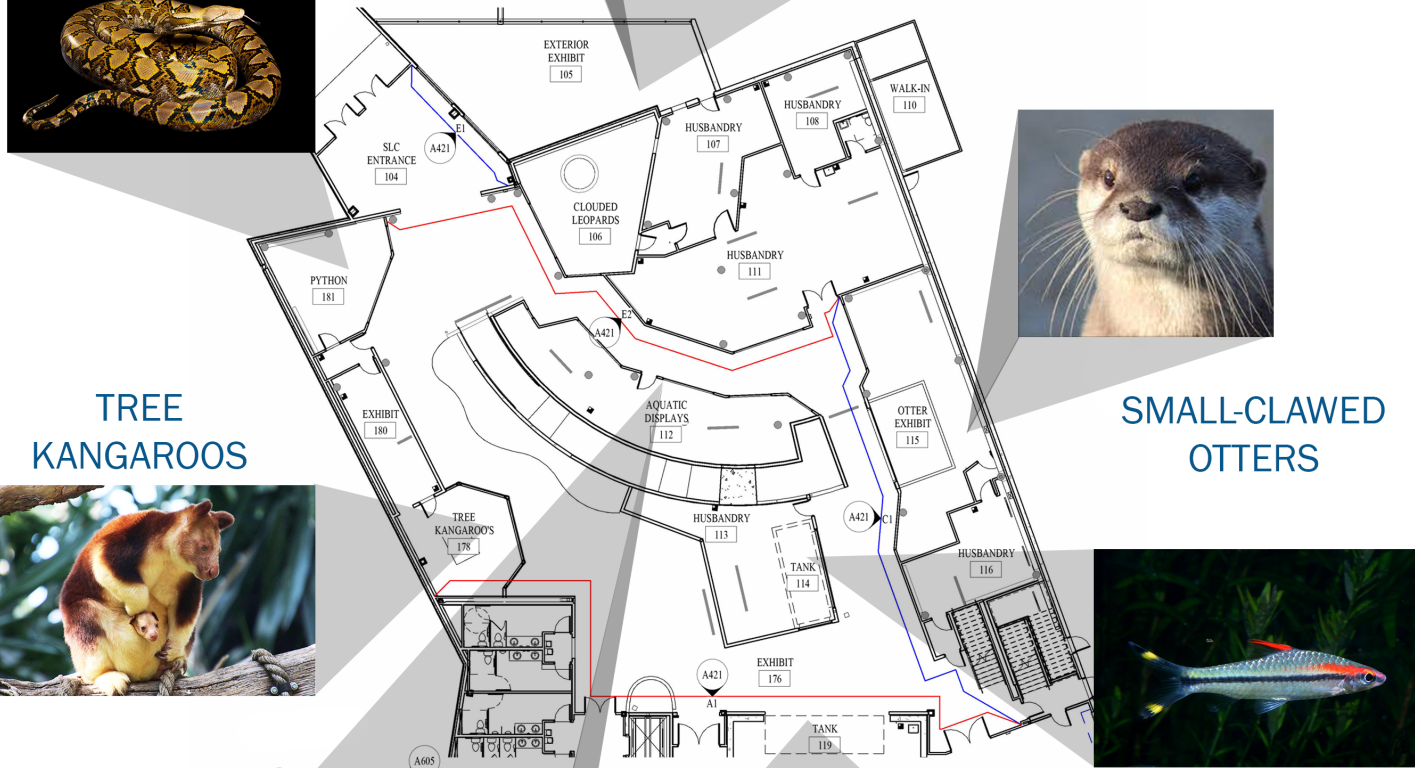 EXTERIOR
EXHIBIT
105
WALK-IN
110
HUSBANDRY
108
HUSBANDRY
107
E1
A421
SLC
ENTRANCE
104
CLOUDED
LEOPARDS
106
HUSBANDRY
111
PYTHON
181
E2
A421
TREE
KANGAROOS
EXHIBIT
180
AQUATIC
DISPLAYS
112
OTTER
EXHIBIT
115
SMALL-CLAWED
OTTERS
TREE
KANGAROO'S
178
HUSBANDRY
113
A421
C1
TANK
114
HUSBANDRY
116
EXHIBIT
176
A421
A1
TANK
119
A605